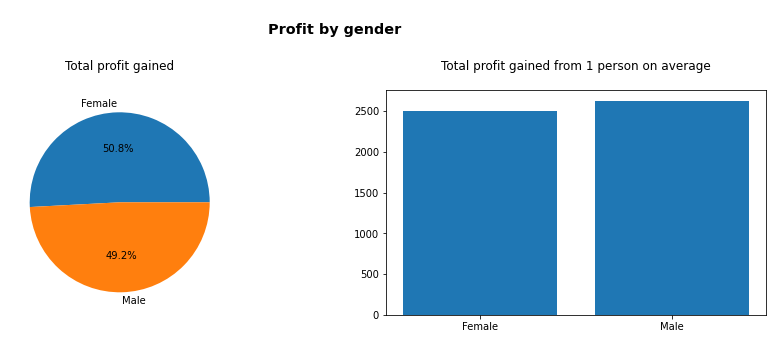 Profit by gender
Total profit gained
Female
50.8%
49.2%
Male
Total profit gained from 1 person on average
2500
2000
1500
1000
500
0
Female
Male